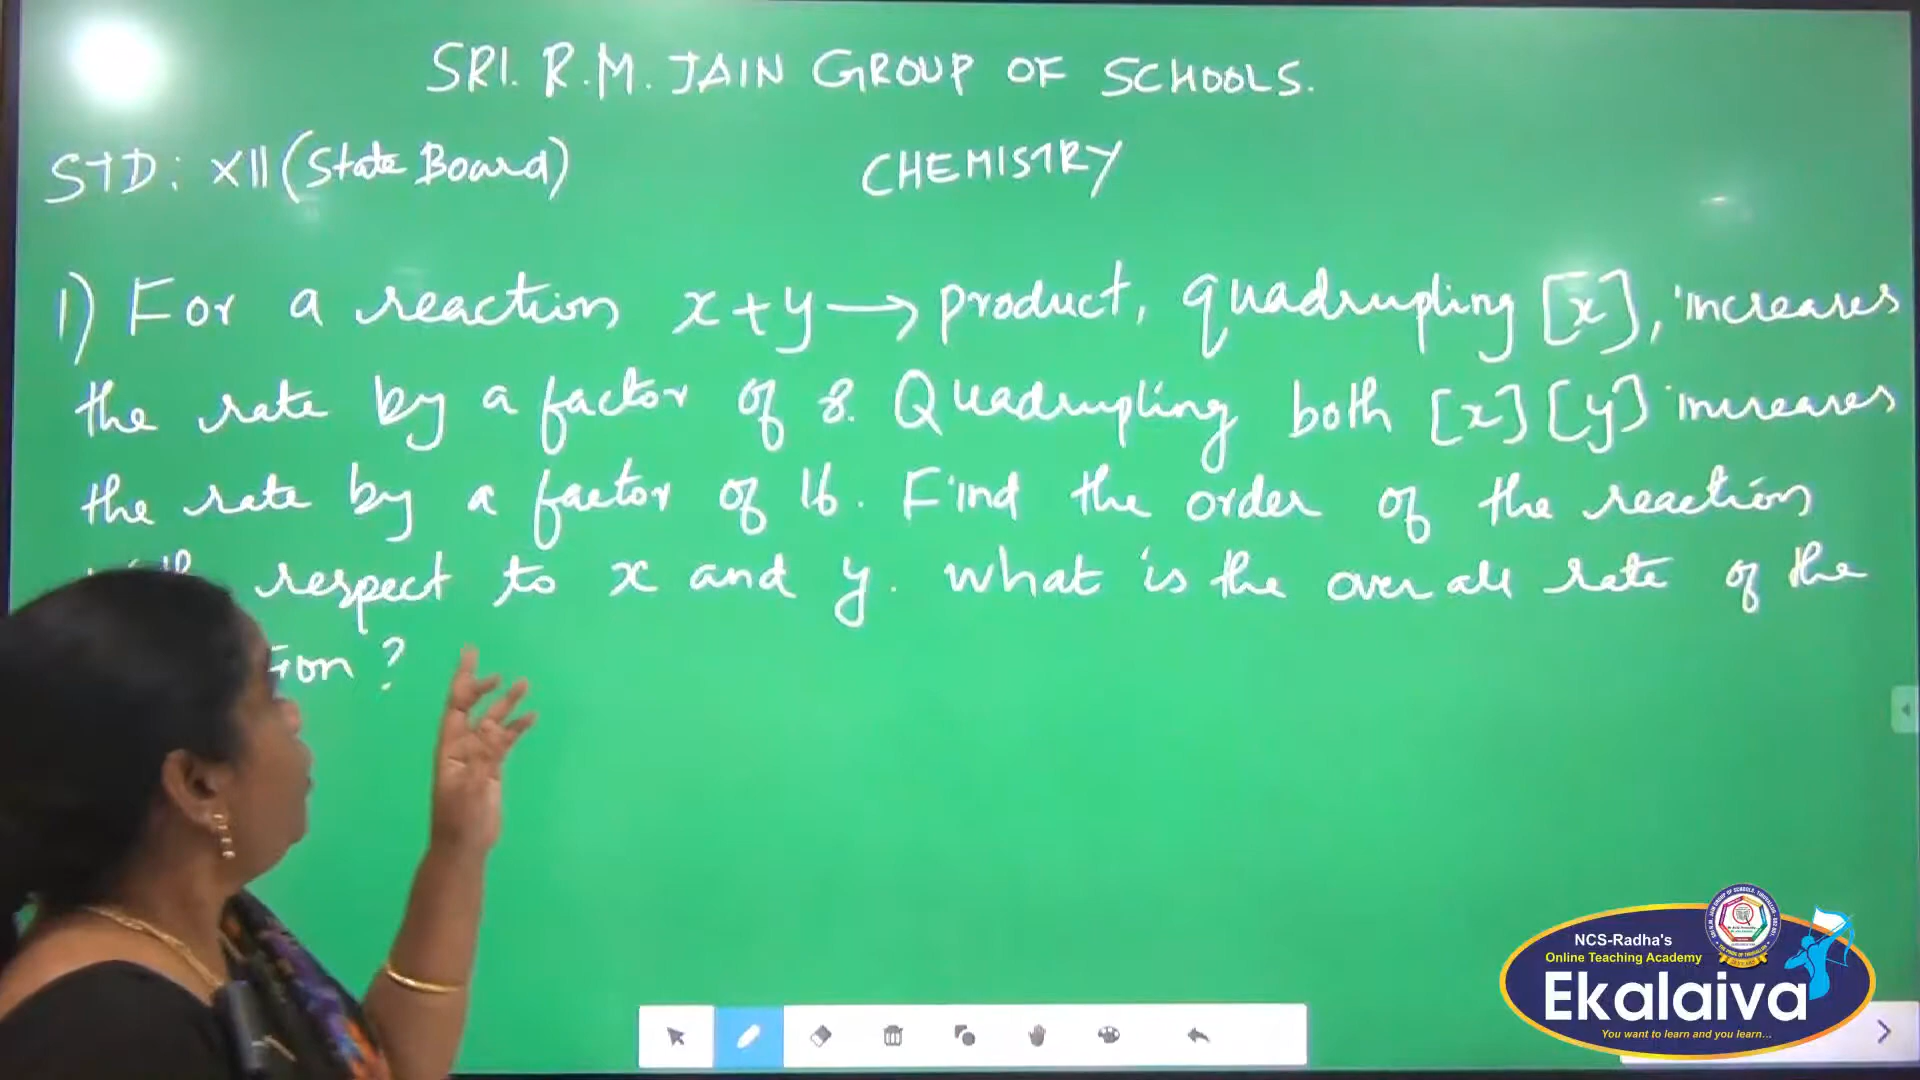 SRI. R.M. JAIN GROUP OF SCHOOLS.
STD: XII (State Board) CHEMISTRY
1) For a reaction x+y → product, quadrupling [x], increases
the rate by a factor of 8. Quadrupling both [x] [y] increases
the rate by a factor of 16. Find the order of the reaction
respect to x and y. what is the over all rate of the
?
NCS-Radha's
Online Teaching Academy
Ekalaiva
You want to learn and you learn...